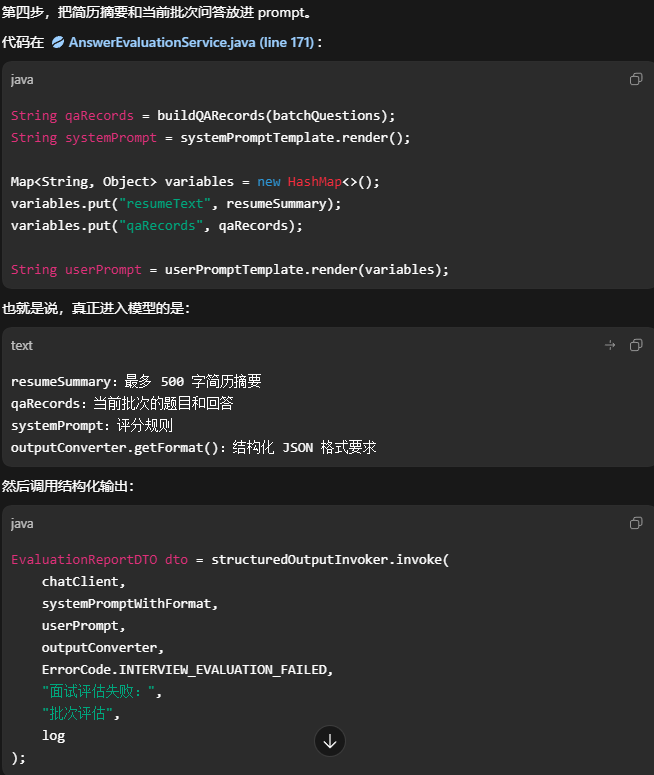 第四步，把简历摘要和当前批次问答放进 prompt。
代码在 AnswerEvaluationService.java (line 171)：
java
String qaRecords = buildQARecords(batchQuestions);
String systemPrompt = systemPromptTemplate.render();
Map<String, Object> variables = new HashMap<>();
variables.put("resumeText", resumeSummary);
variables.put("qaRecords", qaRecords);
String userPrompt = userPromptTemplate.render(variables);
也就是说，真正进入模型的是：
text
resumeSummary：最多 500 字简历摘要
qaRecords：当前批次的题目和回答
systemPrompt：评分规则
outputConverter.getFormat()：结构化 JSON 格式要求
然后调用结构化输出：
java
EvaluationReportDTO dto = structuredOutputInvoker.invoke(
    chatClient,
    systemPromptWithFormat,
    userPrompt,
    outputConverter,
    ErrorCode.INTERVIEW_EVALUATION_FAILED,
    "面试评估失败：",
    "批次评估",
    log
);